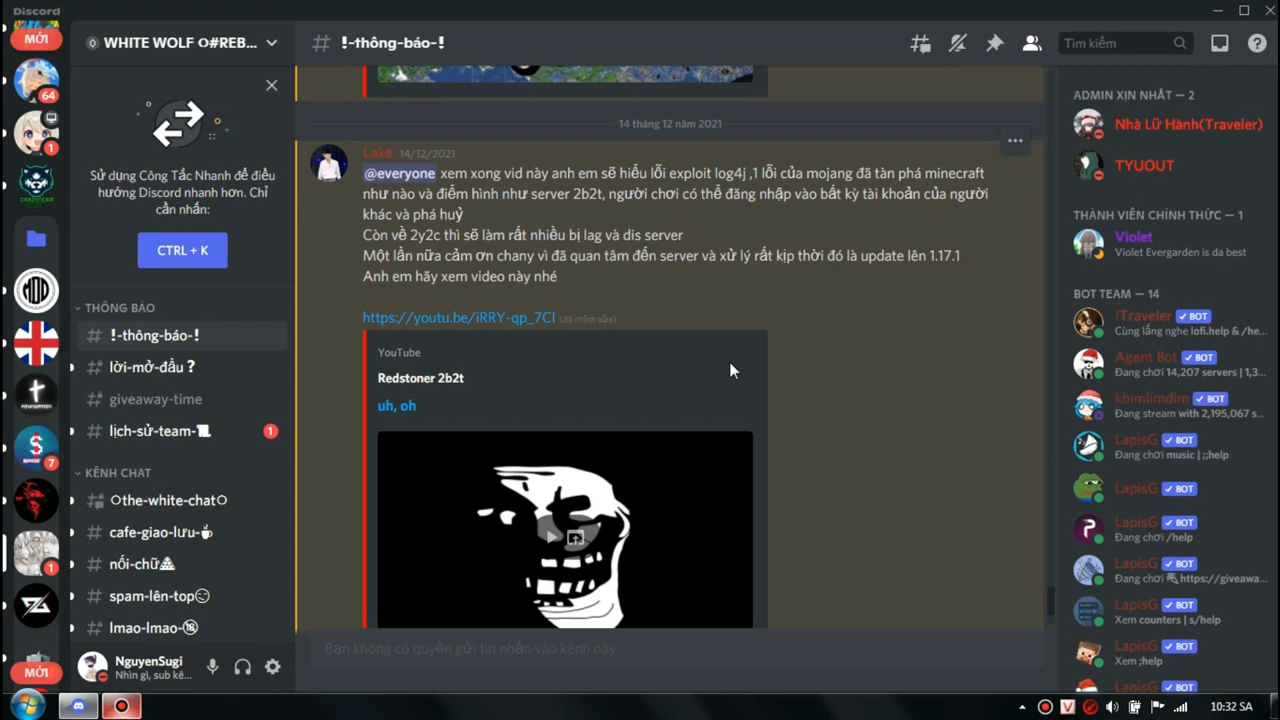 Discord
MỚI
64
1
7
1
MỚI
WHITE WOLF O#REB...
Sử dụng Công Tắc Nhanh để điều
hướng Discord nhanh hơn. Chỉ
cần nhấn:
CTRL + K
THÔNG BÁO
!-thông-báo-!
lời-mở-đầu ?
giveaway-time
lịch-sử-team-📜
1
KÊNH CHAT
O the-white-chat O
cafe-giao-lưu-☕
nối-chữ
spam-lên-top
lmao-lmao-🔞
NguyenSugi
Nhìn gì, sub kê...
!-thông-báo-!
Tìm kiếm
14 tháng 12 năm 2021
Lake 14/12/2021
@everyone xem xong vid này anh em sẽ hiểu lỗi exploit log4j ,1 lỗi của mojang đã tàn phá minecraft
như nào và điểm hình như server 2b2t, người chơi có thể đăng nhập vào bất kỳ tài khoản của người
khác và phá huỷ
Còn về 2y2c thì sẽ làm rất nhiều bị lag và dis server
Một lần nữa cảm ơn chany vì đã quan tâm đến server và xử lý rất kịp thời đó là update lên 1.17.1
Anh em hãy xem video này nhé
https://youtu.be/iRRY-qp_7CI (đã chỉnh sửa)
YouTube
Redstoner 2b2t
uh, oh
Bạn không có quyền gửi tin nhắn vào kênh này.
ADMIN XỊN NHẤT — 2
Nhà Lữ Hành(Traveler)
TYUOUT
THÀNH VIÊN CHÍNH THỨC — 1
Violet
Violet Evergarden is da best
BOT TEAM — 14
!Traveler BOT
Cùng lắng nghe lofi.help & /he...
Agent Bot BOT
Đang chơi 14,207 servers | 1,3...
khimlimdim BOT
Đang stream with 2,195,067 s...
LapisG BOT
Đang chơi music | ;;help
LapisG BOT
LapisG BOT
Đang chơi /help
LapisG BOT
Đang chơi https://giveawa...
LapisG BOT
Xem counters | s/help
LapisG BOT
Xem ;help
LapisG BOT
10:32 SA